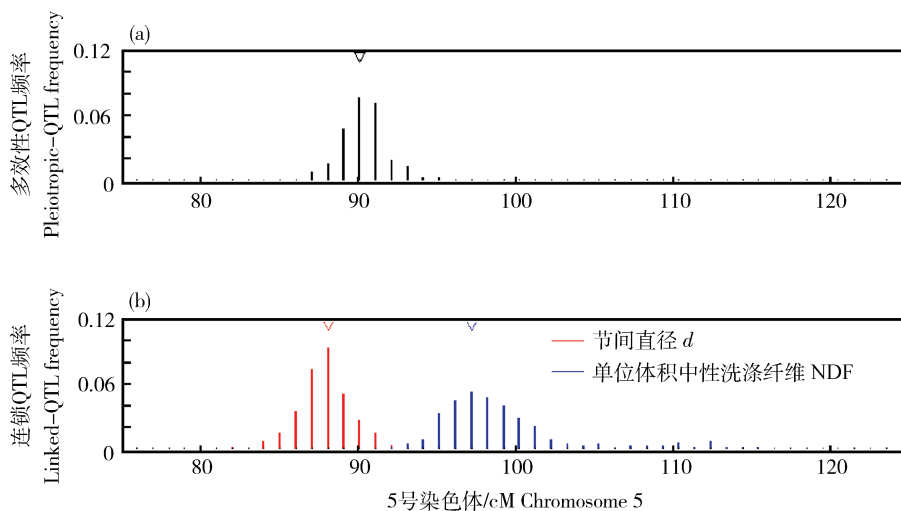 (a)
多效性QTL频率
Pleiotropic-QTL frequency
0.12
0.06
0
80
90
100
110
120
(b)
连锁QTL频率
Linked-QTL frequency
0.12
0.06
0
节间直径 d
单位体积中性洗涤纤维 NDF
80
90
100
110
120
5号染色体/cM Chromosome 5